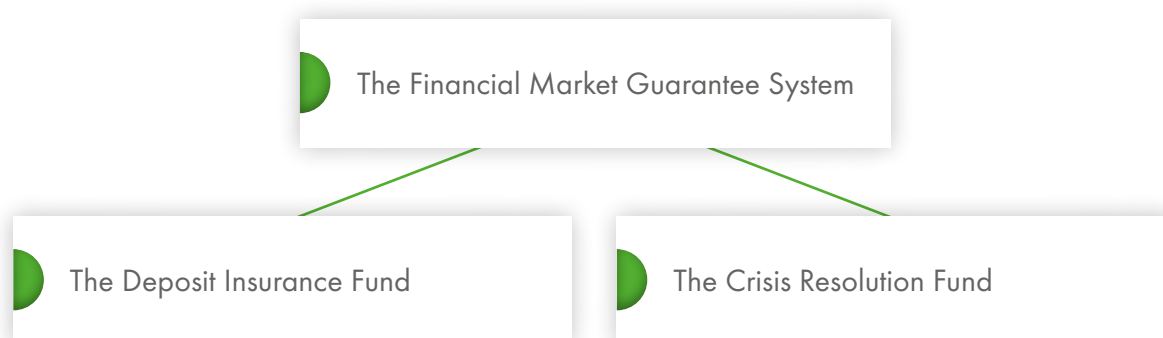 The Financial Market Guarantee System
The Deposit Insurance Fund
The Crisis Resolution Fund